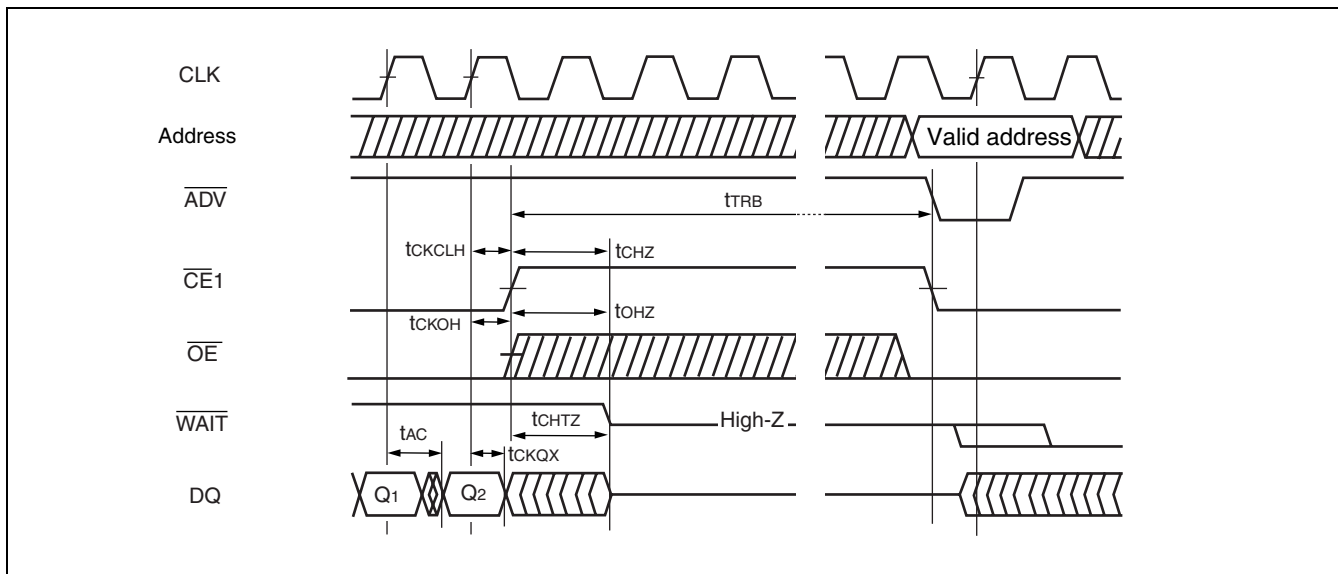 CLK
Address
Valid address
ADV
tTRB
tCKCLH
tCHZ
CE1
tCKOH
tOHZ
OE
WAIT
tCHTZ
High-Z
tAC
tCKQX
DQ
Q1
Q2